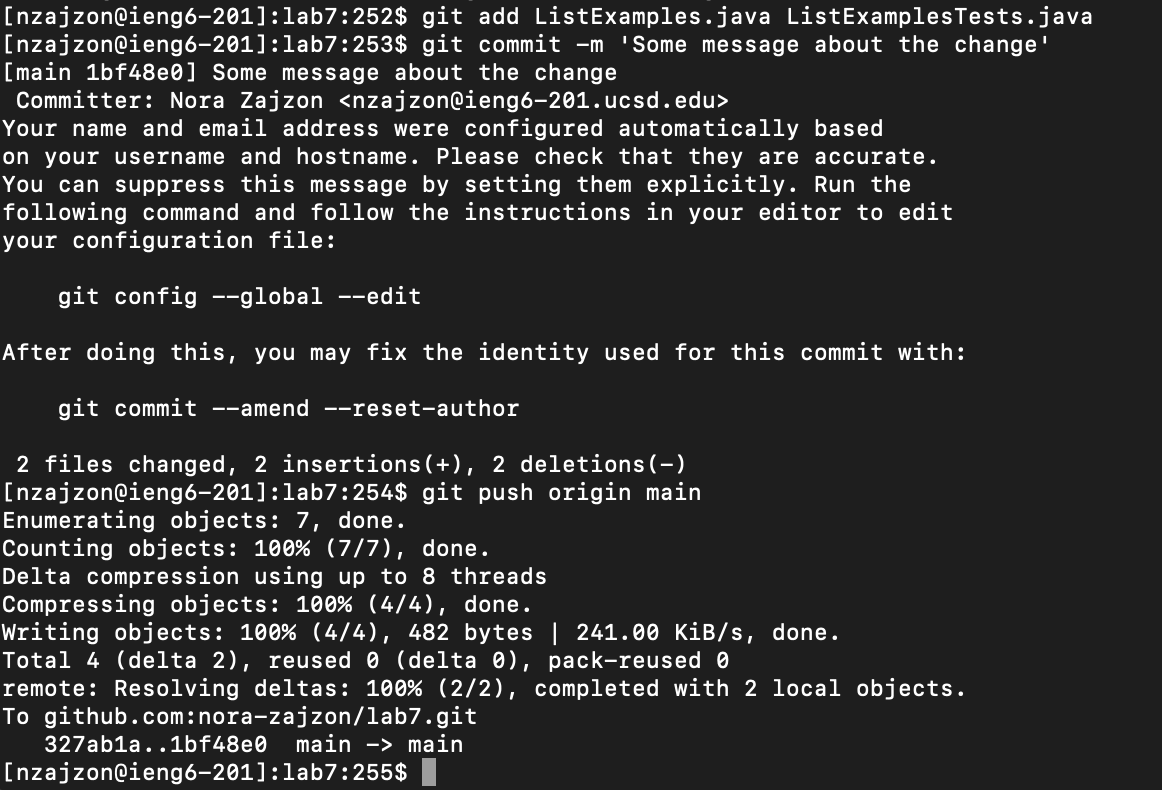 [nzajzon@ieng6-201]:lab7:252$ git add ListExamples.java ListExamplesTests.java
[nzajzon@ieng6-201]:lab7:253$ git commit -m 'Some message about the change'
[main 1bf48e0] Some message about the change
 Committer: Nora Zajzon <nzajzon@ieng6-201.ucsd.edu>
Your name and email address were configured automatically based
on your username and hostname. Please check that they are accurate.
You can suppress this message by setting them explicitly. Run the
following command and follow the instructions in your editor to edit
your configuration file:

    git config --global --edit

After doing this, you may fix the identity used for this commit with:

    git commit --amend --reset-author

 2 files changed, 2 insertions(+), 2 deletions(-)
[nzajzon@ieng6-201]:lab7:254$ git push origin main
Enumerating objects: 7, done.
Counting objects: 100% (7/7), done.
Delta compression using up to 8 threads
Compressing objects: 100% (4/4), done.
Writing objects: 100% (4/4), 482 bytes | 241.00 KiB/s, done.
Total 4 (delta 2), reused 0 (delta 0), pack-reused 0
remote: Resolving deltas: 100% (2/2), completed with 2 local objects.
To github.com:nora-zajzon/lab7.git
   327ab1a..1bf48e0  main -> main
[nzajzon@ieng6-201]:lab7:255$